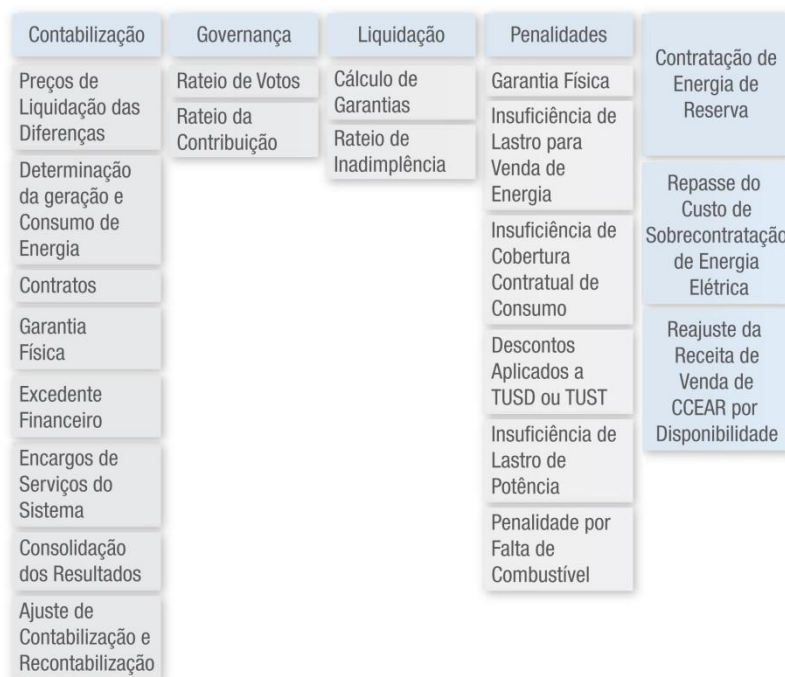 Contabilização
Preços de
Liquidação das
Diferenças
Determinação
da geração e
Consumo de
Energia
Contratos
Garantia
Física
Excedente
Financeiro
Encargos de
Serviços do
Sistema
Consolidação
dos Resultados
Ajuste de
Contabilização e
Recontabilização
Governança
Rateio de Votos
Rateio da
Contribuição
Liquidação
Cálculo de
Garantias
Rateio de
Inadimplência
Penalidades
Garantia Física
Insuficiência de
Lastro para
Venda de
Energia
Insuficiência de
Cobertura
Contratual de
Consumo
Descontos
Aplicados a
TUSD ou TUST
Insuficiência de
Lastro de
Potência
Penalidade por
Falta de
Combustível
Contratação de
Energia de
Reserva
Repasse do
Custo de
Sobrecontratação
de Energia
Elétrica
Reajuste da
Receita de
Venda de
CCEAR por
Disponibilidade